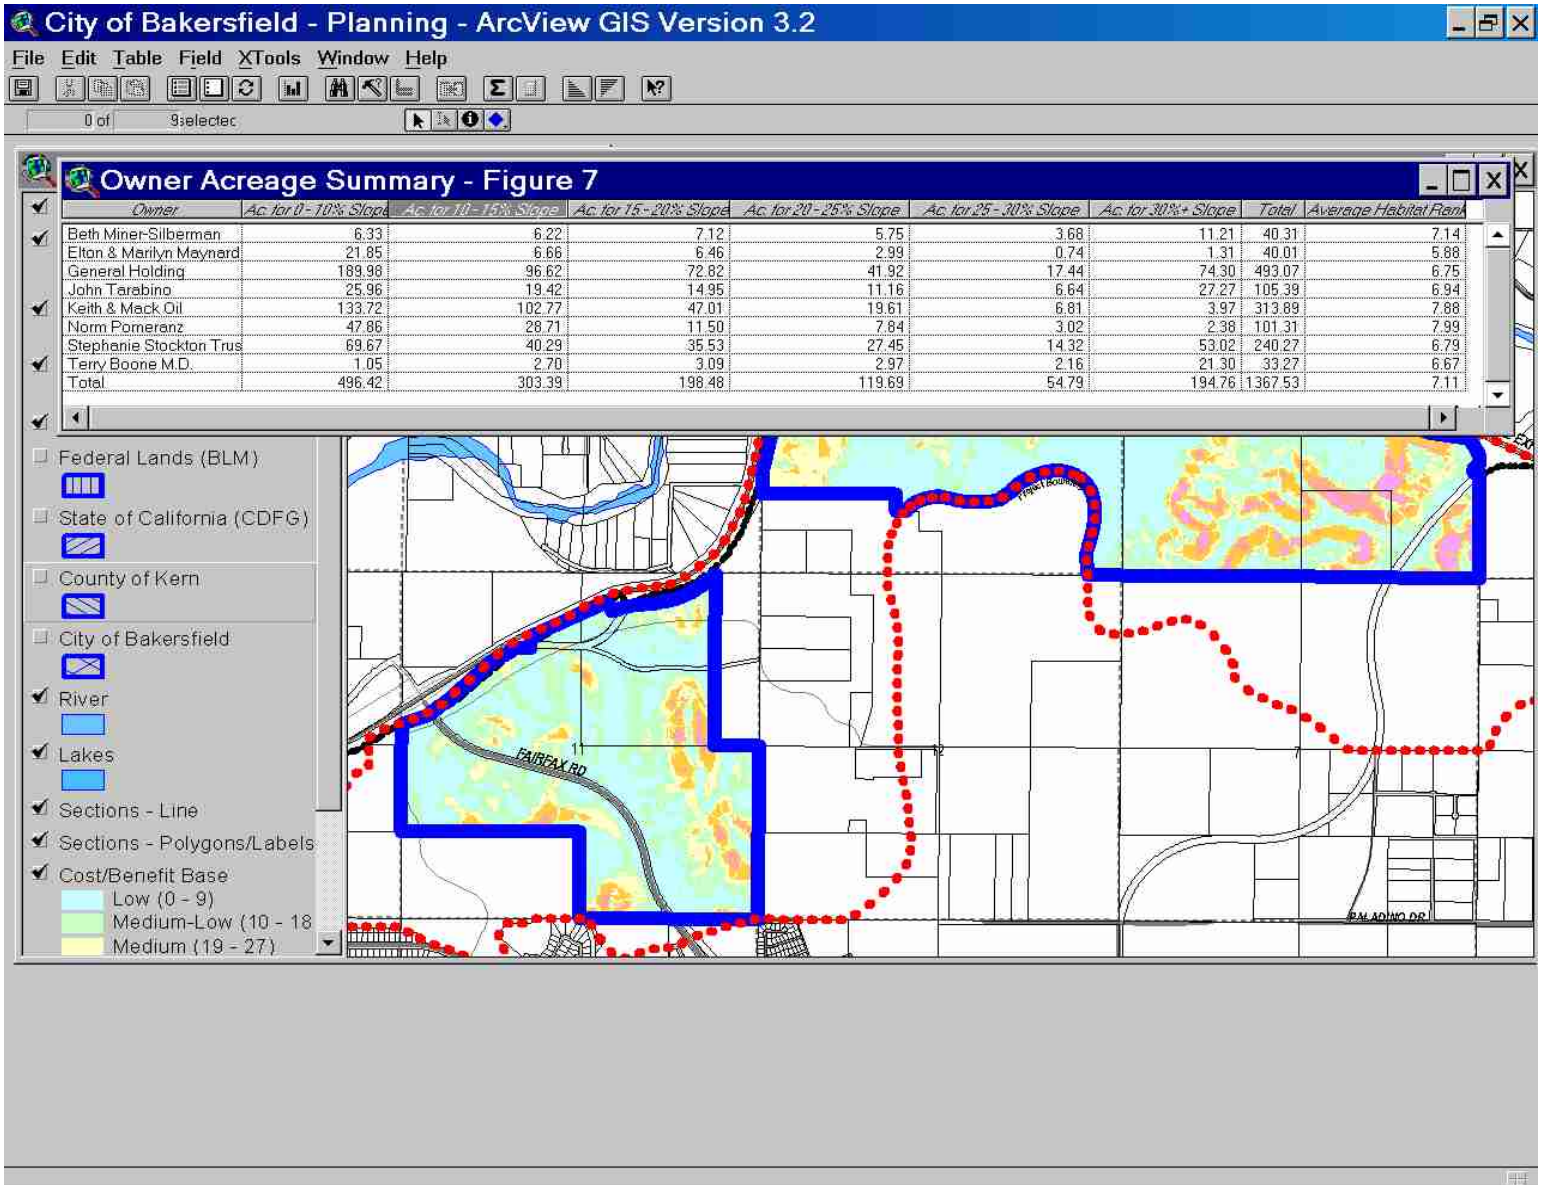 City of Bakersfield - Planning - ArcView GIS Version 3.2
File Edit Table Field XTools Window Help
0 of 9 selected
Owner Acreage Summary - Figure 7
Owner Ac. for 0 - 10% Slope Ac. for 10 - 15% Slope Ac. for 15 - 20% Slope Ac. for 20 - 25% Slope Ac. for 25 - 30% Slope Ac. for 30%+ Slope Total Average Habitat Rank
Beth Miner-Silberman 6.33 6.22 7.12 5.75 3.68 11.21 40.31 7.14
Elton & Marilyn Maynard 21.85 6.66 6.46 2.99 0.74 1.31 40.01 5.88
General Holding 189.98 96.62 72.82 41.92 17.44 74.30 493.07 6.75
John Tarabino 25.96 19.42 14.95 11.16 6.64 27.27 105.39 6.94
Keith & Mack Oil 133.72 102.77 47.01 19.61 6.81 3.97 313.89 7.88
Norm Pomeranz 47.86 28.71 11.50 7.84 3.02 2.38 101.31 7.99
Stephanie Stockton Trus 69.67 40.29 35.53 27.45 14.32 53.02 240.27 6.79
Terry Boone M.D. 1.05 2.70 3.09 2.97 2.16 21.30 33.27 6.67
Total 496.42 303.39 198.48 119.69 54.79 194.76 1367.53 7.11
Federal Lands (BLM)
State of California (CDFG)
County of Kern
City of Bakersfield
River
Lakes
Sections - Line
Sections - Polygons/Labels
Cost/Benefit Base
Low (0 - 9)
Medium-Low (10 - 18
Medium (19 - 27)
Project Boundary
11
12
7
FAIRFAX RD
PALADINO DR